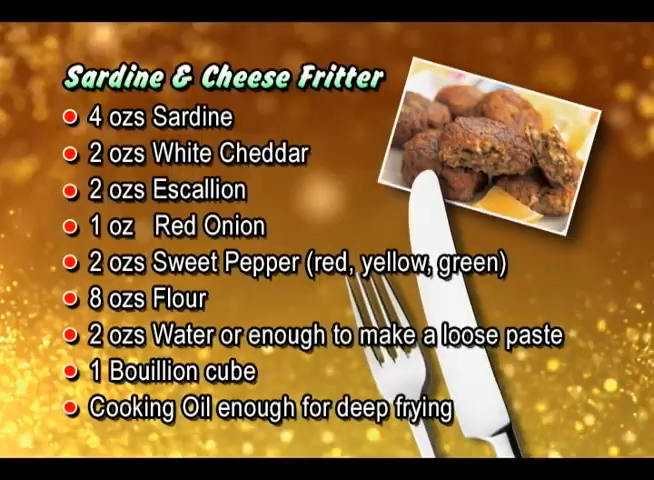 Sardine & Cheese Fritter
4 ozs Sardine
2 ozs White Cheddar
2 ozs Escallion
1 oz Red Onion
2 ozs Sweet Pepper (red, yellow, green)
8 ozs Flour
2 ozs Water or enough to make a loose paste
1 Bouillion cube
Cooking Oil enough for deep frying